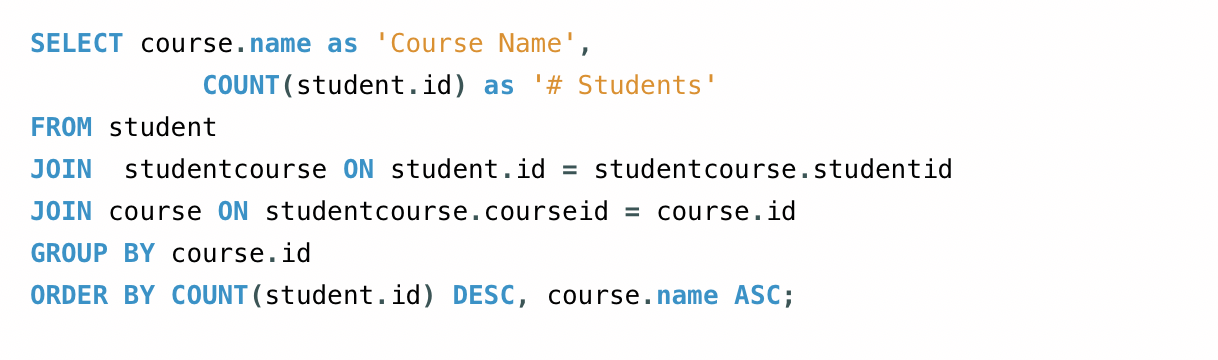 SELECT course.name as 'Course Name',
COUNT(student.id) as '# Students'
FROM student
JOIN  studentcourse ON student.id = studentcourse.studentid
JOIN course ON studentcourse.courseid = course.id
GROUP BY course.id
ORDER BY COUNT(student.id) DESC, course.name ASC;